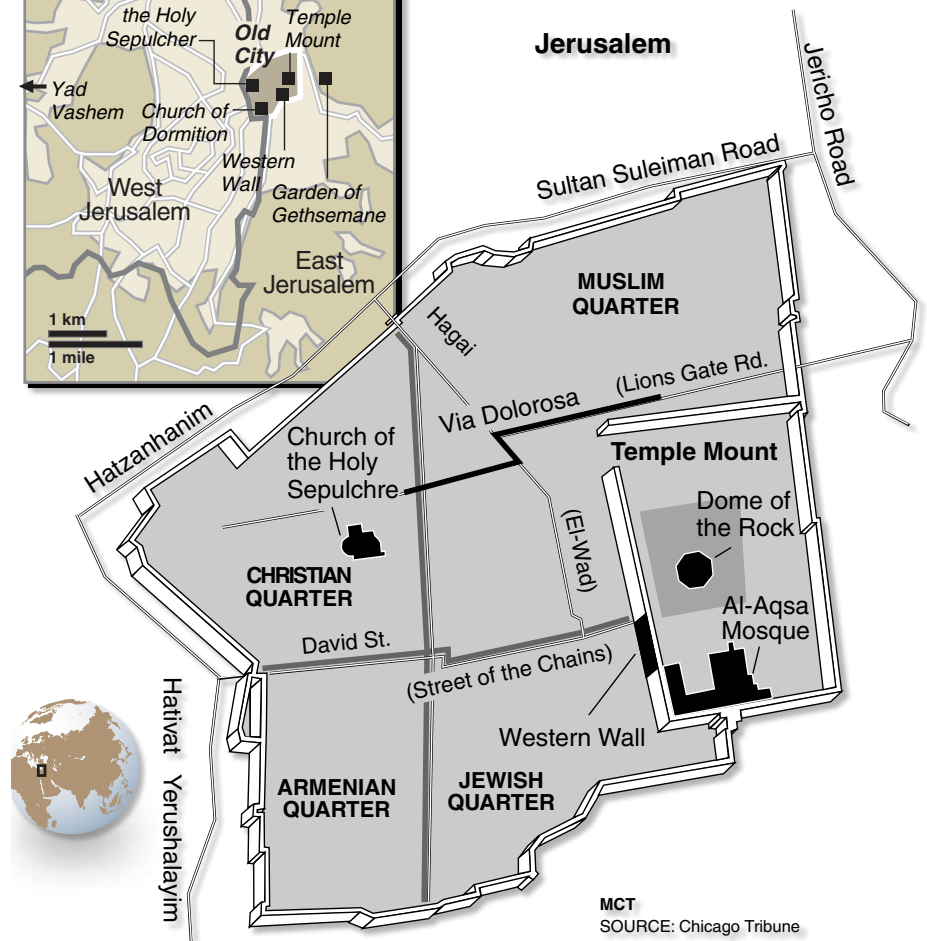 the Holy
Sepulcher
Old
City
Temple
Mount
Yad
Vashem
Church of
Dormition
Western
Wall
Garden of
Gethsemane
West
Jerusalem
East
Jerusalem
1 km
1 mile
Jerusalem
Jericho Road
Sultan Suleiman Road
MUSLIM
QUARTER
Hagai
(Lions Gate Rd.
Via Dolorosa
Hatzanhanim
Church of
the Holy
Sepulchre
Temple Mount
Dome of
the Rock
(El-Wad)
CHRISTIAN
QUARTER
Al-Aqsa
Mosque
David St.
(Street of the Chains)
Western Wall
Hativat Yerushalayim
ARMENIAN
QUARTER
JEWISH
QUARTER
MCT
SOURCE: Chicago Tribune